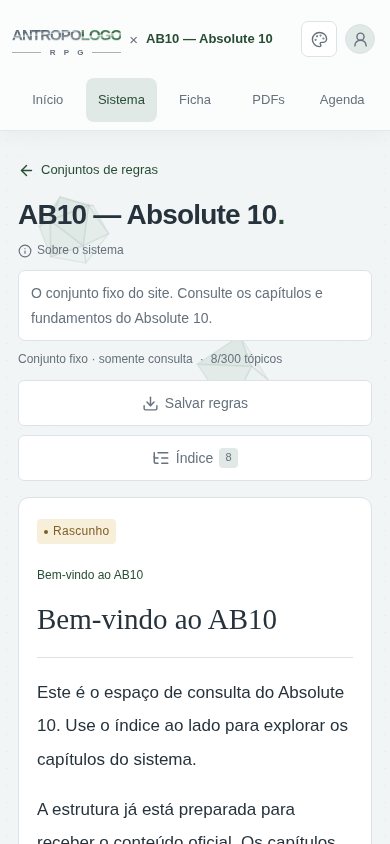 ANTROPOLOGO
RPG
× AB10 — Absolute 10
Início Sistema Ficha PDFs Agenda
Conjuntos de regras
AB10 — Absolute 10.
Sobre o sistema
O conjunto fixo do site. Consulte os capítulos e
fundamentos do Absolute 10.
Conjunto fixo · somente consulta · 8/300 tópicos
Salvar regras
Índice 8
• Rascunho
Bem-vindo ao AB10
Bem-vindo ao AB10
Este é o espaço de consulta do Absolute
10. Use o índice ao lado para explorar os
capítulos do sistema.
A estrutura já está preparada para
receber o conteúdo oficial. Os capítulos